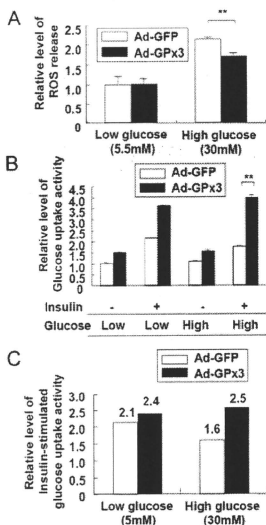 A
Ad-GFP
Ad-GPx3
**
Relative level of
ROS release
2.5
2.0
1.5
1.0
0.5
0
Low glucose
(5.5mM)
High glucose
(30mM)
B
Ad-GFP
Ad-GPx3
**
Relative level of
Glucose uptake activity
4.5
4.0
3.5
2.5
2.0
1.5
1.0
0
Insulin - + - +
Glucose Low Low High High
C
Ad-GFP
Ad-GPx3
Relative level of
Insulin-stimulated
glucose uptake activity
3.0
2.5
2.0
1.5
1.0
0.5
0
2.1
2.4
1.6
2.5
Low glucose
(5mM)
High glucose
(30mM)